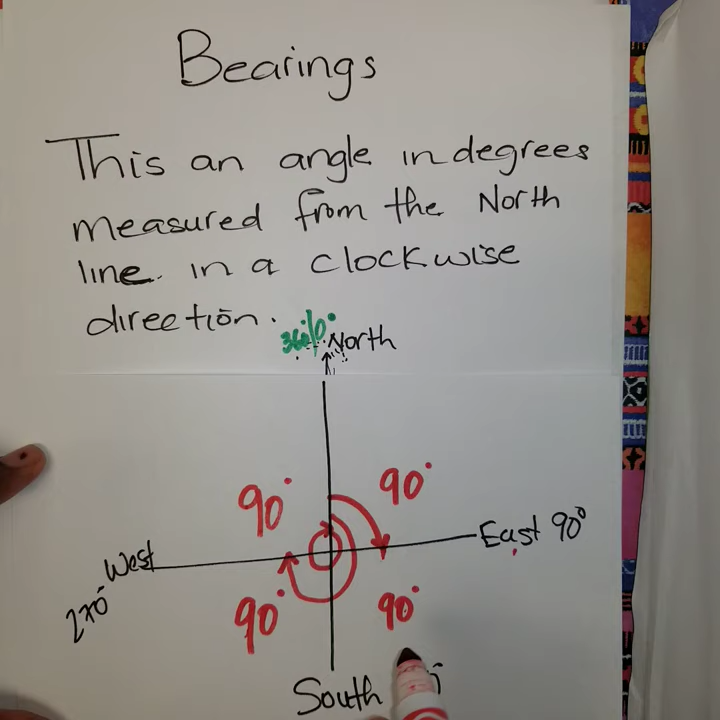 Bearings
This an angle in degrees
measured from the North
line in a clockwise
direction.
360°/0° North
90° 90°
East 90°
West
270°
90° 90°
South